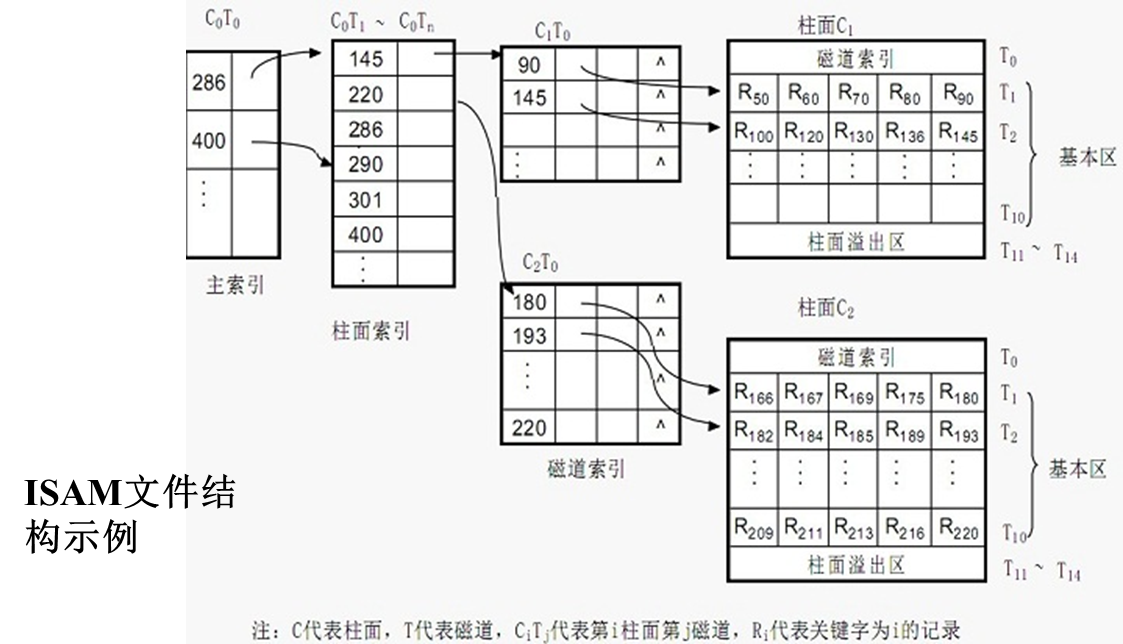 C₀T₀
286
400
⋮
主索引
C₀T₁ ~ C₀Tₙ
145
220
286
290
301
400
⋮
柱面索引
C₁T₀
90 ∧
145 ∧
∧
⋮ ∧
C₂T₀
180 ∧
193 ∧
⋮ ∧
220 ∧
磁道索引
柱面C₁
磁道索引 T₀
R₅₀ R₆₀ R₇₀ R₈₀ R₉₀ T₁
R₁₀₀ R₁₂₀ R₁₃₀ R₁₃₆ R₁₄₅ T₂
⋮ ⋮ ⋮ ⋮ ⋮
基本区
T₁₀
柱面溢出区 T₁₁ ~ T₁₄
柱面C₂
磁道索引 T₀
R₁₆₆ R₁₆₇ R₁₆₉ R₁₇₅ R₁₈₀ T₁
R₁₈₂ R₁₈₄ R₁₈₅ R₁₈₉ R₁₉₃ T₂
⋮ ⋮ ⋮ ⋮ ⋮
基本区
R₂₀₉ R₂₁₁ R₂₁₃ R₂₁₆ R₂₂₀ T₁₀
柱面溢出区 T₁₁ ~ T₁₄
ISAM文件结
构示例
注: C代表柱面, T代表磁道, CᵢTⱼ代表第i柱面第j磁道, Rᵢ代表关键字为i的记录